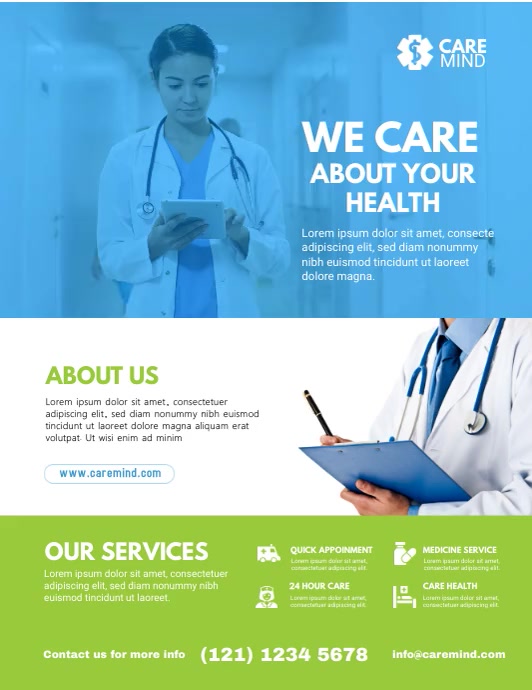 CARE
MIND
WE CARE
ABOUT YOUR
HEALTH
Lorem ipsum dolor sit amet, consecte
adipiscing elit, sed diam nonummy
nibh euismod tincidunt ut laoreet
dolore magna.
ABOUT US
Lorem ipsum dolor sit amet, consectetuer
adipiscing elit, sed diam nonummy nibh euismod
tincidunt ut laoreet dolore magna aliquam erat
volutpat. Ut wisi enim ad minim
www.caremind.com
OUR SERVICES
Lorem ipsum dolor sit amet, consectetuer
adipiscing elit, sed diam nonummy nibh
euismod tincidunt ut laoreet.
QUICK APPOINMENT
Lorem ipsum dolor sit amet,
consectetuer adipiscing elit.
MEDICINE SERVICE
Lorem ipsum dolor sit amet,
consectetuer adipiscing elit.
24 HOUR CARE
Lorem ipsum dolor sit amet,
consectetuer adipiscing elit.
CARE HEALTH
Lorem ipsum dolor sit amet,
consectetuer adipiscing elit.
Contact us for more info
(121) 1234 5678
info@caremind.com